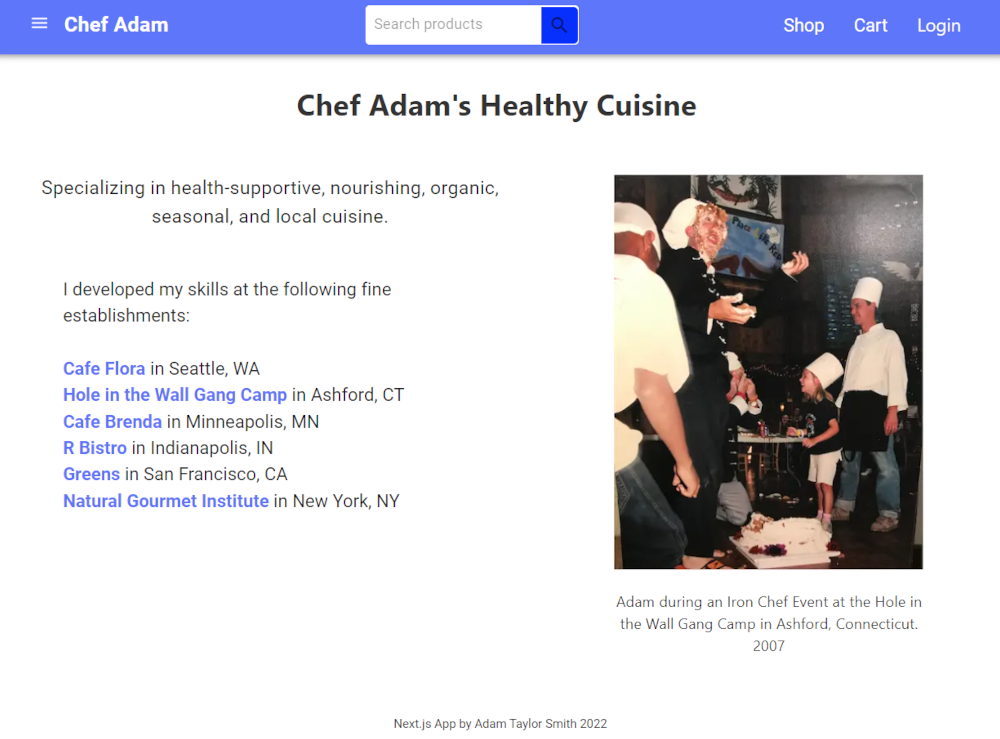 Chef Adam
Search products
Shop Cart Login
Chef Adam's Healthy Cuisine
Specializing in health-supportive, nourishing, organic,
seasonal, and local cuisine.
I developed my skills at the following fine
establishments:
Cafe Flora in Seattle, WA
Hole in the Wall Gang Camp in Ashford, CT
Cafe Brenda in Minneapolis, MN
R Bistro in Indianapolis, IN
Greens in San Francisco, CA
Natural Gourmet Institute in New York, NY
Adam during an Iron Chef Event at the Hole in
the Wall Gang Camp in Ashford, Connecticut.
2007
Next.js App by Adam Taylor Smith 2022